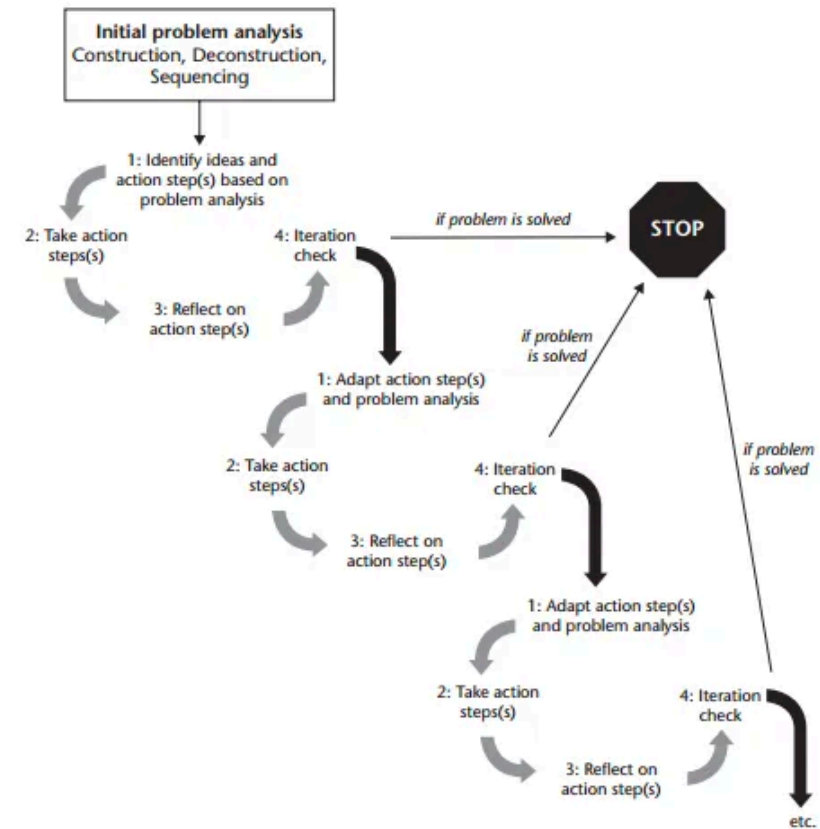 Initial problem analysis
Construction, Deconstruction,
Sequencing
1: Identify ideas and
action step(s) based on
problem analysis
2: Take action
steps(s)
3: Reflect on
action step(s)
4: Iteration
check
if problem is solved
STOP
1: Adapt action step(s)
and problem analysis
2: Take action
steps(s)
3: Reflect on
action step(s)
4: Iteration
check
if problem
is solved
1: Adapt action step(s)
and problem analysis
2: Take action
steps(s)
3: Reflect on
action step(s)
4: Iteration
check
if problem
is solved
etc.